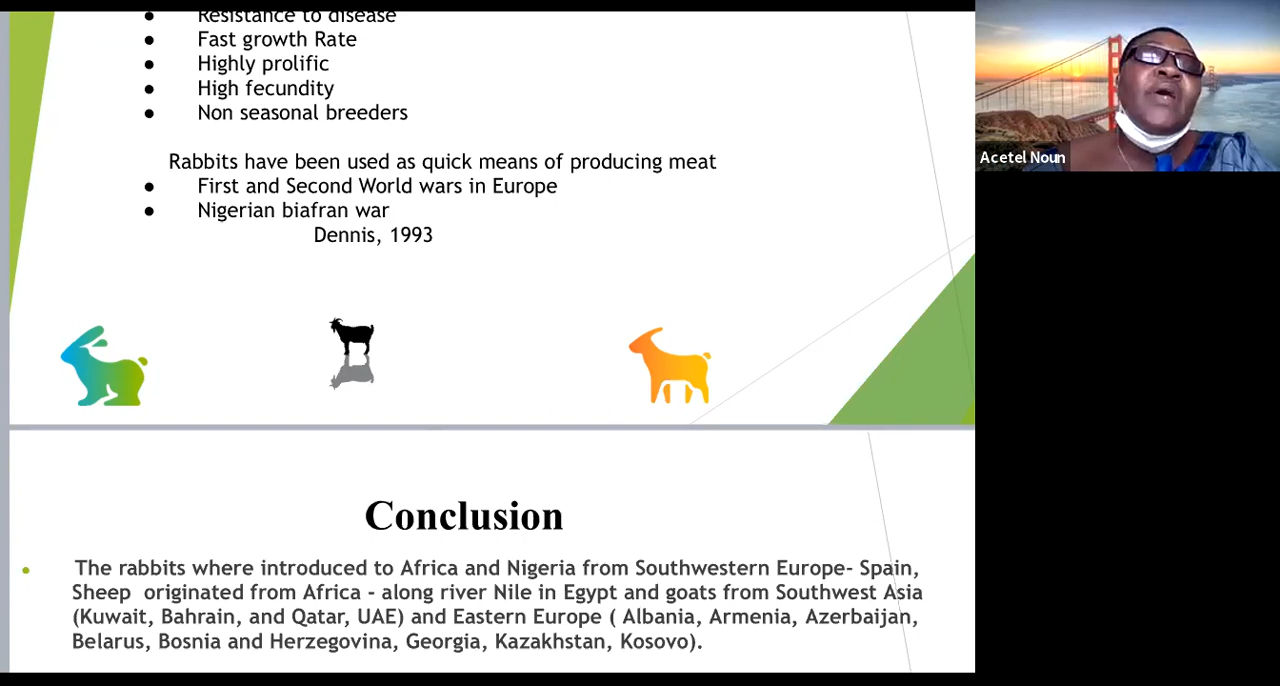 Resistance to disease
● Fast growth Rate
● Highly prolific
● High fecundity
● Non seasonal breeders
Rabbits have been used as quick means of producing meat
● First and Second World wars in Europe
● Nigerian biafran war
Dennis, 1993
Acetel Noun
Conclusion
• The rabbits where introduced to Africa and Nigeria from Southwestern Europe- Spain,
Sheep originated from Africa - along river Nile in Egypt and goats from Southwest Asia
(Kuwait, Bahrain, and Qatar, UAE) and Eastern Europe ( Albania, Armenia, Azerbaijan,
Belarus, Bosnia and Herzegovina, Georgia, Kazakhstan, Kosovo).